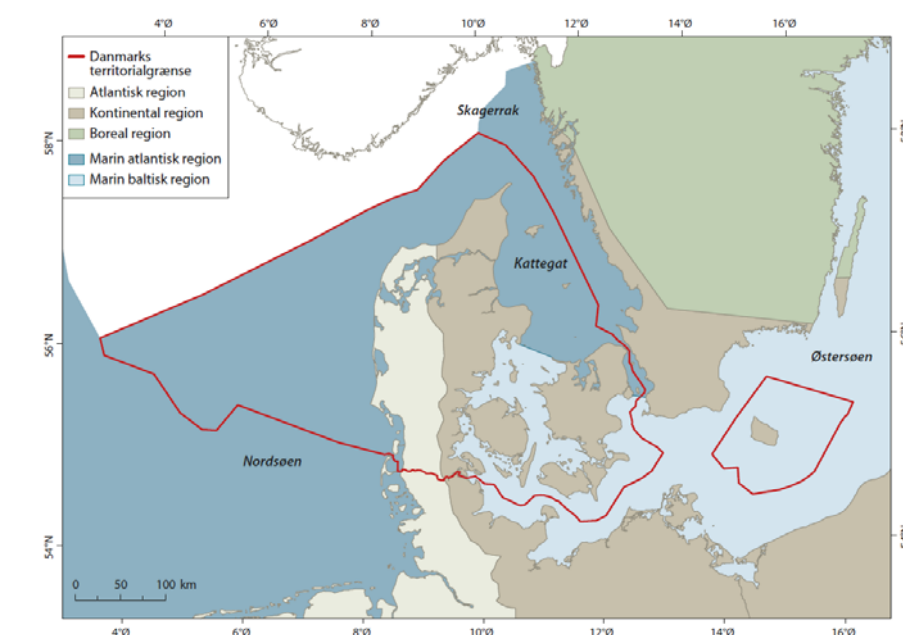 4°Ø 6°Ø 8°Ø 10°Ø 12°Ø 14°Ø 16°Ø
Danmarks
territorialgrænse
Atlantisk region
Kontinental region
Boreal region
Marin atlantisk region
Marin baltisk region
Skagerrak
58°N
Kattegat
56°N
Østersøen
Nordsøen
54°N
0 50 100 km
4°Ø 6°Ø 8°Ø 10°Ø 12°Ø 14°Ø 16°Ø